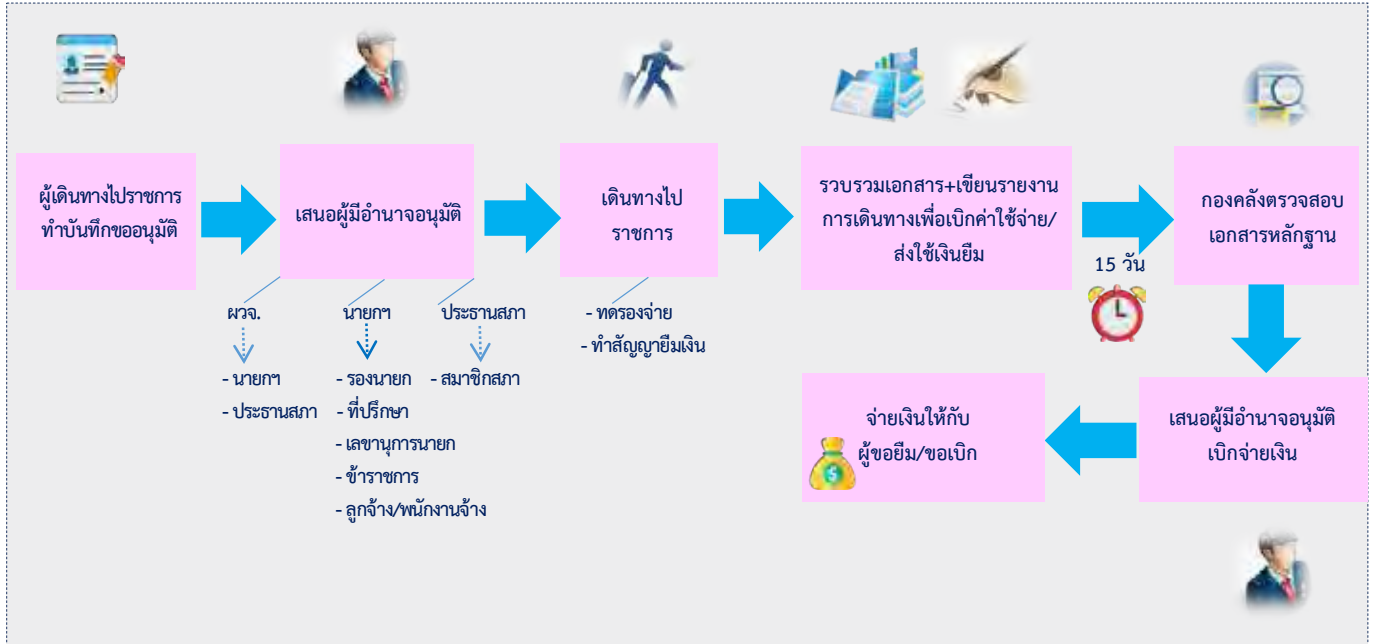 ผู้เดินทางไปราชการ
ทำบันทึกขออนุมัติ
เสนอผู้มีอำนาจอนุมัติ
ผวจ.
- นายกฯ
- ประธานสภา
นายกฯ
- รองนายก
- ที่ปรึกษา
- เลขานุการนายก
- ข้าราชการ
- ลูกจ้าง/พนักงานจ้าง
ประธานสภา
- สมาชิกสภา
เดินทางไป
ราชการ
- ทดรองจ่าย
- ทำสัญญายืมเงิน
รวบรวมเอกสาร+เขียนรายงาน
การเดินทางเพื่อเบิกค่าใช้จ่าย/
ส่งใช้เงินยืม
15 วัน
กองคลังตรวจสอบ
เอกสารหลักฐาน
เสนอผู้มีอำนาจอนุมัติ
เบิกจ่ายเงิน
จ่ายเงินให้กับ
ผู้ขอยืม/ขอเบิก